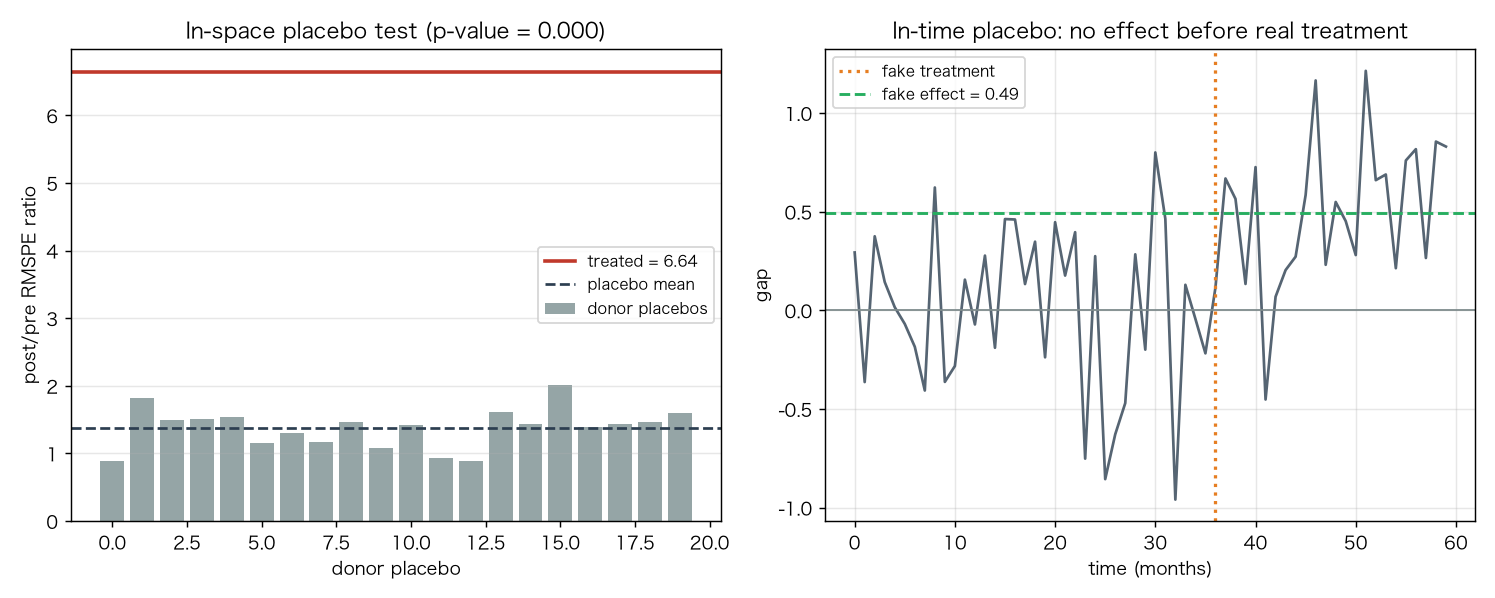 In-space placebo test (p-value = 0.000)
post/pre RMSPE ratio
6
5
4
3
2
1
0
treated = 6.64
placebo mean
donor placebos
0.0 2.5 5.0 7.5 10.0 12.5 15.0 17.5 20.0
donor placebo
In-time placebo: no effect before real treatment
fake treatment
fake effect = 0.49
gap
1.0
0.5
0.0
-0.5
-1.0
0 10 20 30 40 50 60
time (months)